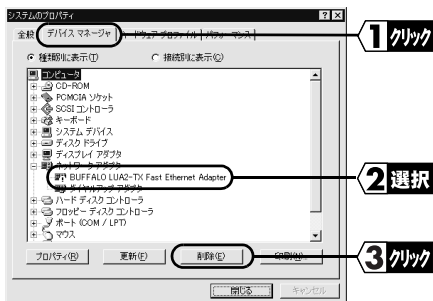 システムのプロパティ
全般 デバイス マネージャ ハードウェア プロファイル パフォーマンス
1 クリック
種類別に表示(T) 接続別に表示(C)
コンピュータ
CD-ROM
PCMCIA ソケット
SCSI コントローラ
キーボード
システム デバイス
ディスク ドライブ
ディスプレイ アダプタ
ネットワーク アダプタ
BUFFALO LUA2-TX Fast Ethernet Adapter
2 選択
ダイヤルアップ アダプタ
ハード ディスク コントローラ
フロッピー ディスク コントローラ
ポート (COM / LPT)
マウス
プロパティ(R) 更新(F) 削除(E) 印刷(N)
3 クリック
閉じる キャンセル